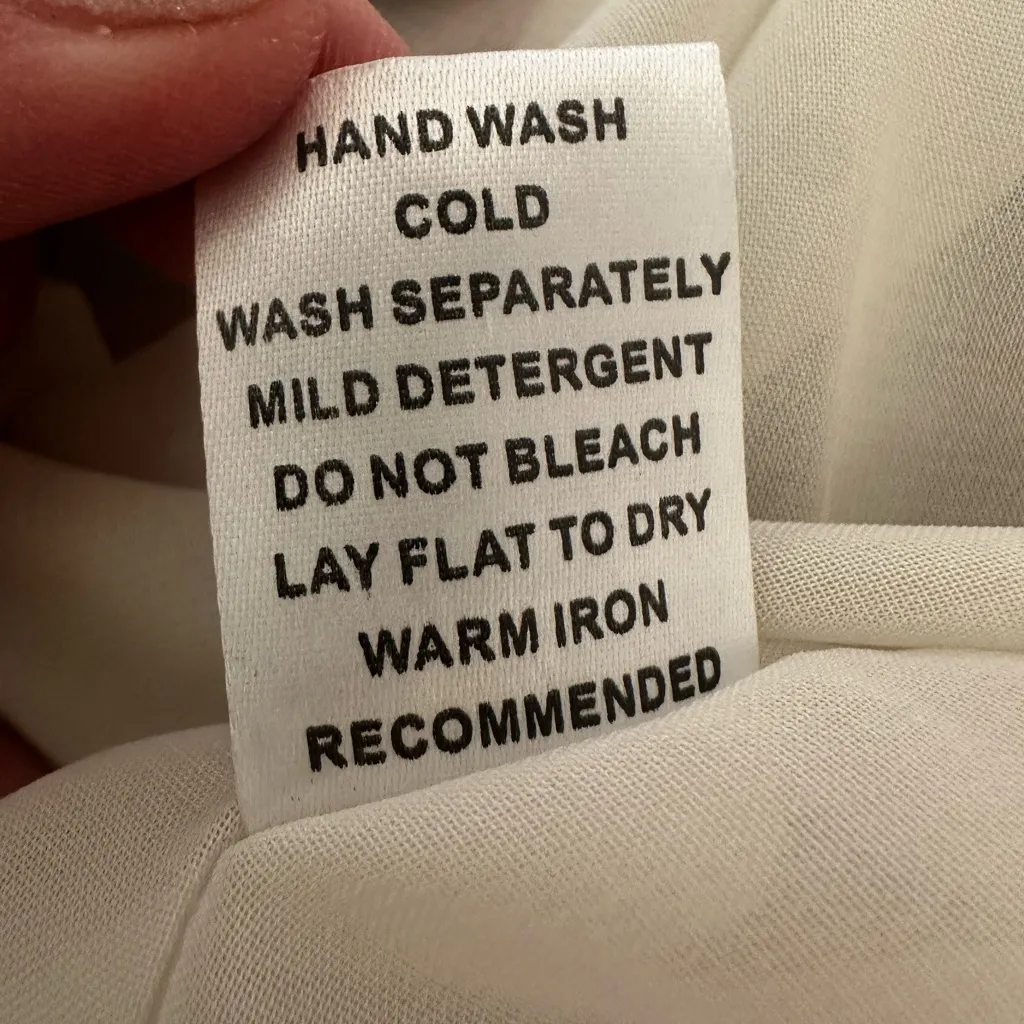 HAND WASH
COLD
WASH SEPARATELY
MILD DETERGENT
DO NOT BLEACH
LAY FLAT TO DRY
WARM IRON
RECOMMENDED